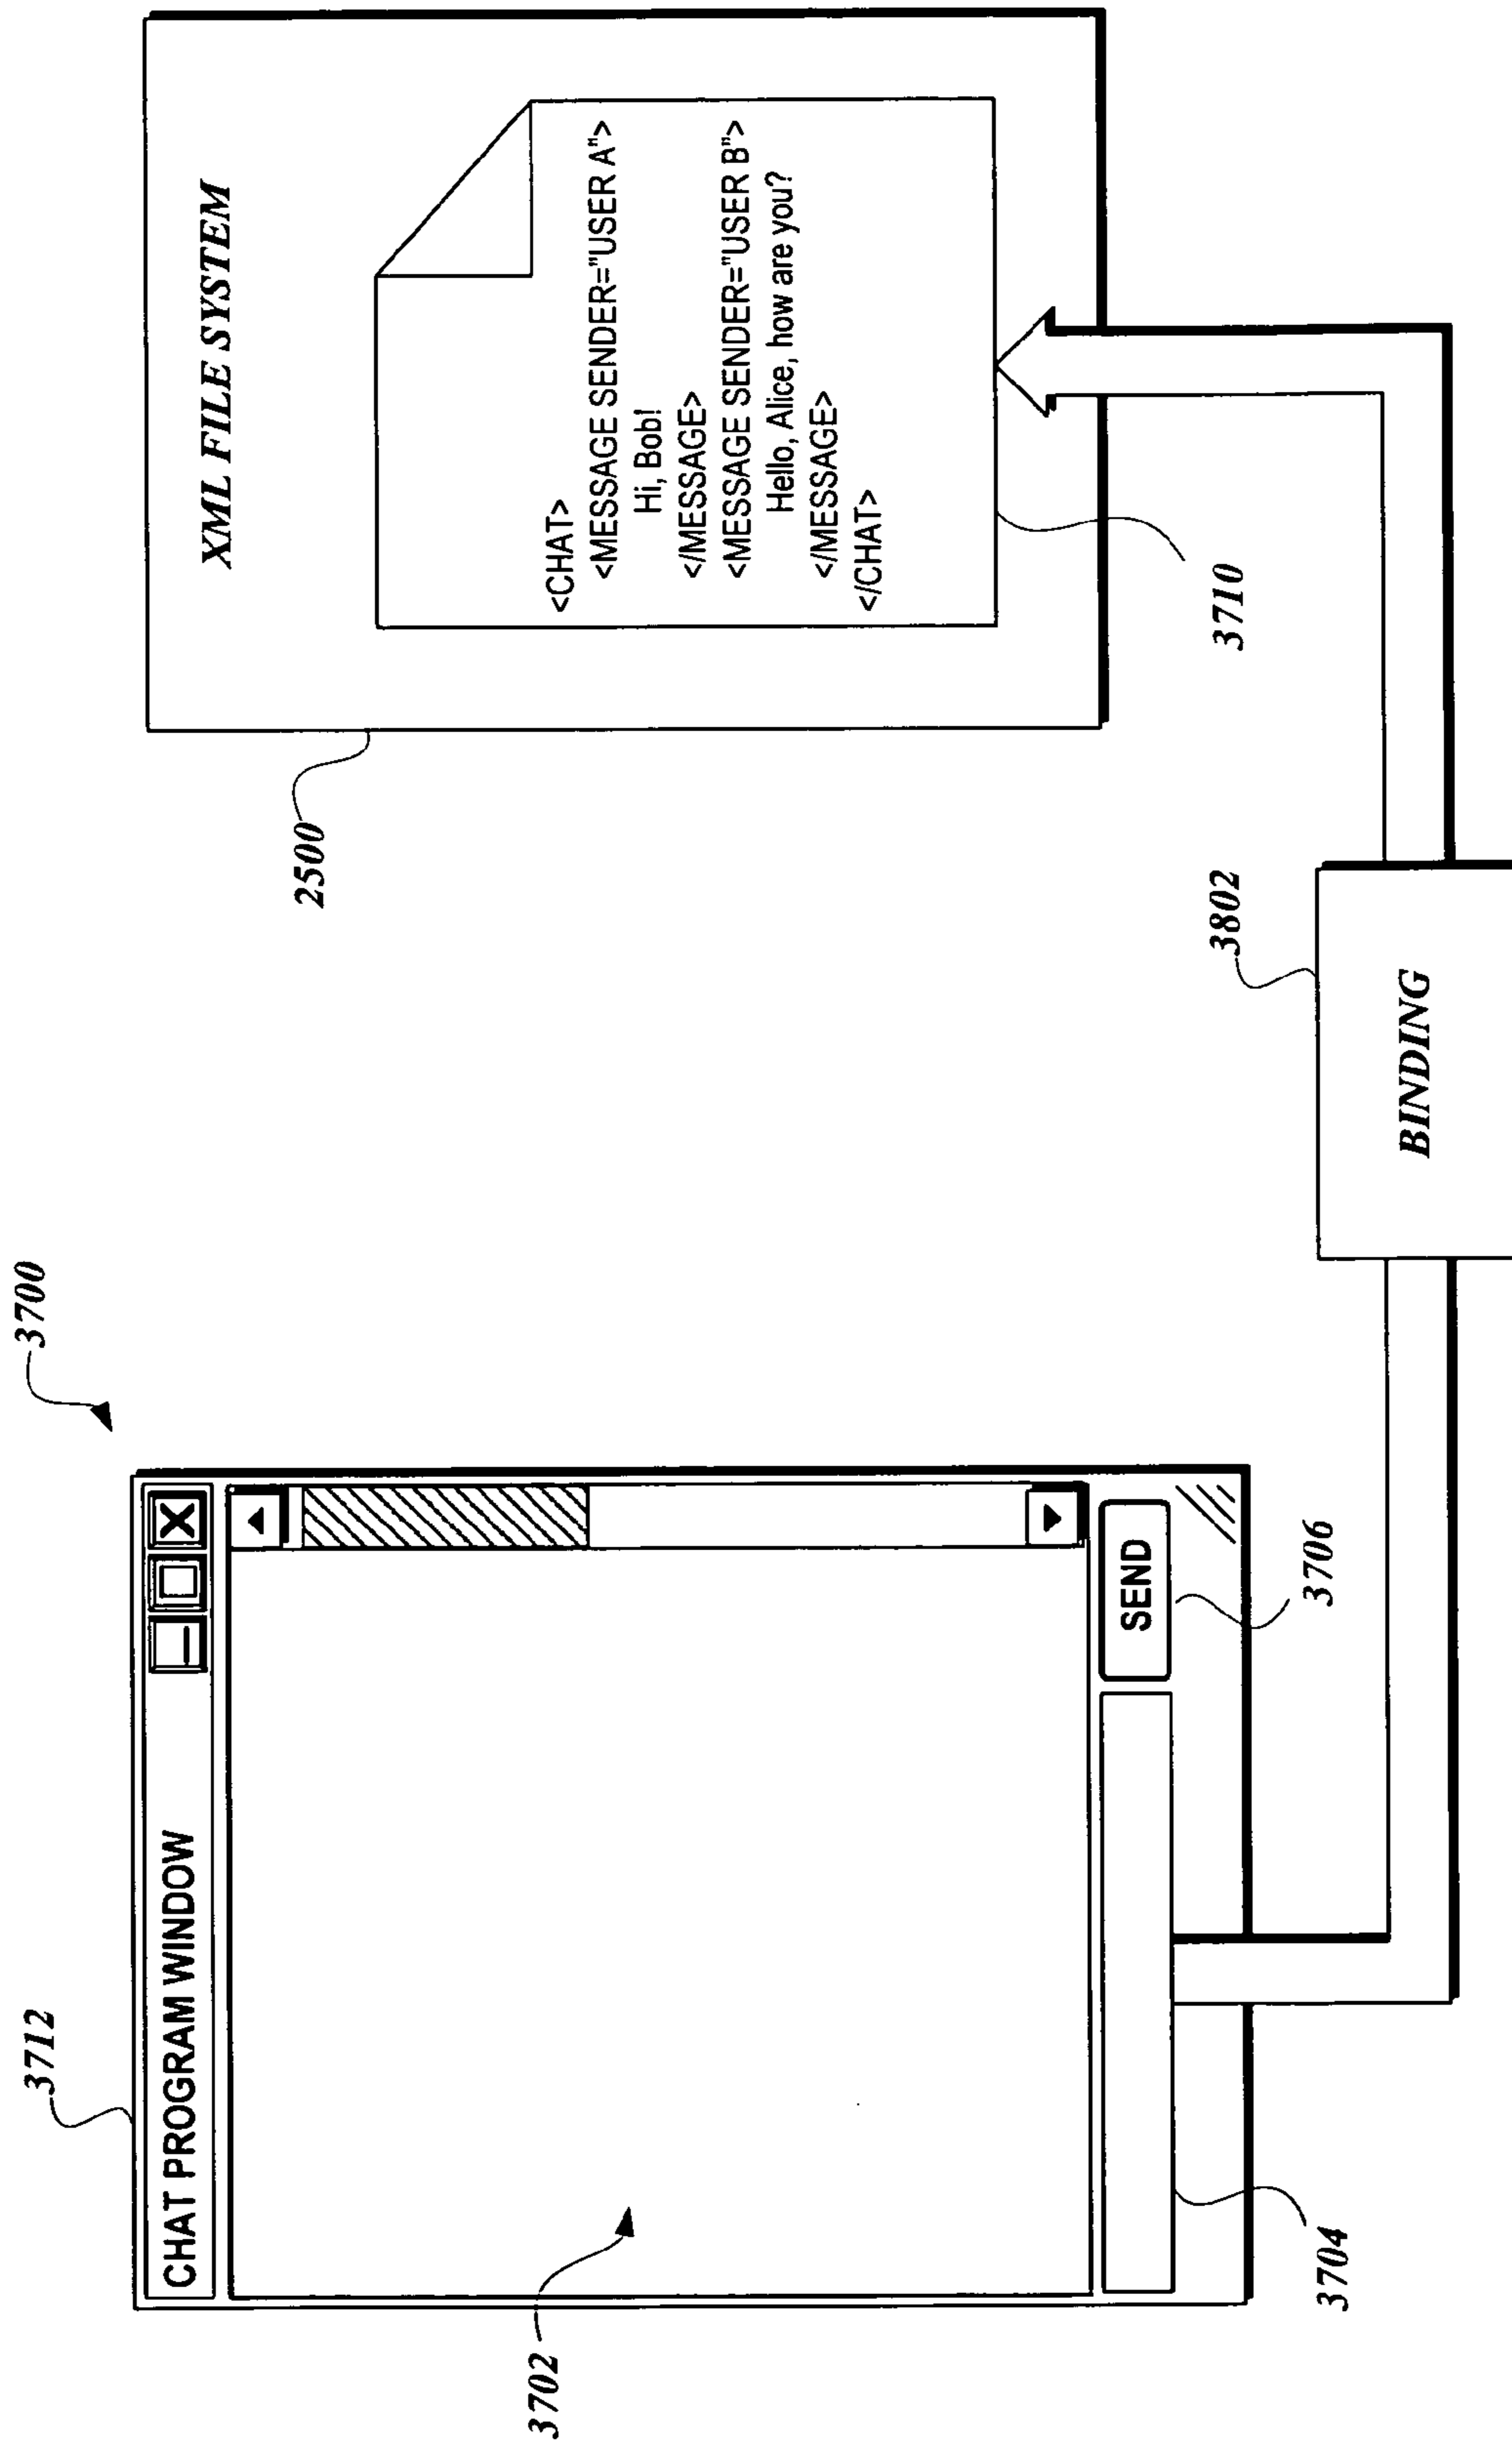 3700
3712
CHAT PROGRAM WINDOW
3702
SEND
3704
3706
2500
XML FILE SYSTEM
<CHAT>
<MESSAGE SENDER="USER A">
Hi, Bob!
</MESSAGE>
<MESSAGE SENDER="USER B">
Hello, Alice, how are you?
</MESSAGE>
</CHAT>
3710
3802
BINDING